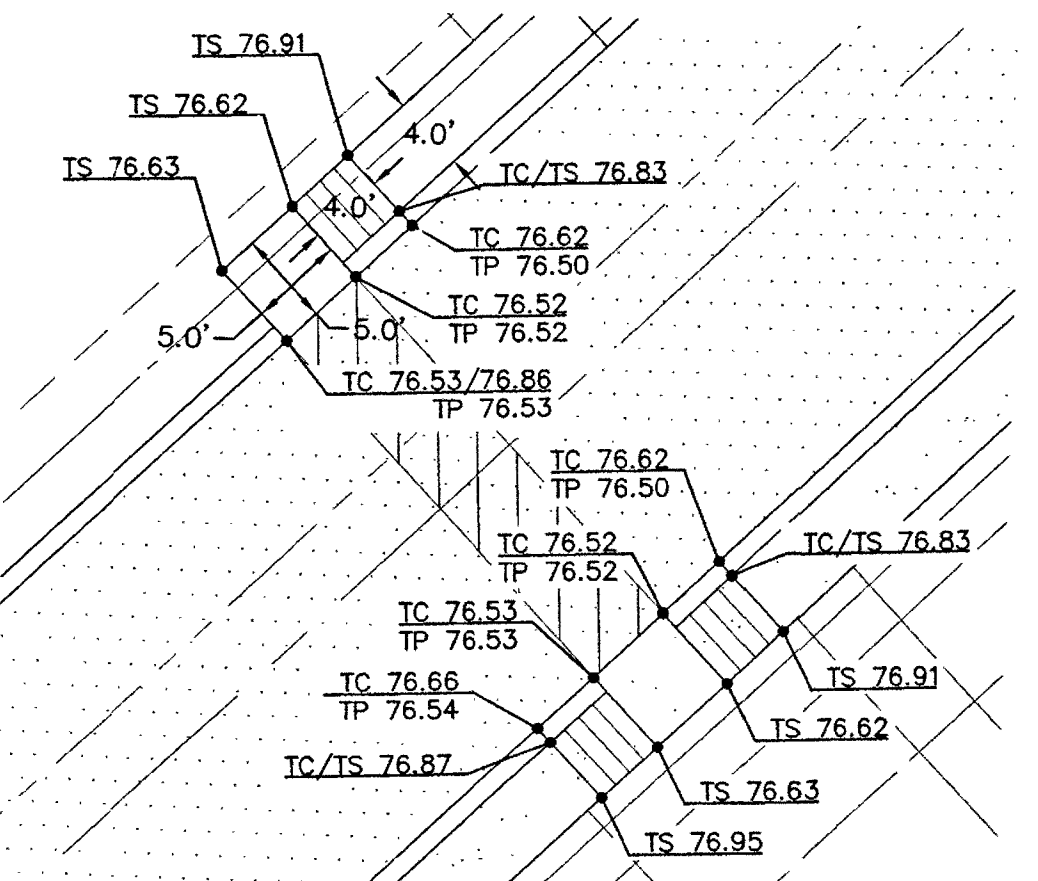 TS 76.91
TS 76.62
4.0'
TS 76.63
TC/TS 76.83
4.0'
TC 76.62
TP 76.50
TC 76.52
TP 76.52
5.0'
5.0'
TC 76.53/76.86
TP 76.53
TC 76.62
TP 76.50
TC 76.52
TP 76.52
TC/TS 76.83
TC 76.53
TP 76.53
TC 76.66
TP 76.54
TS 76.91
TS 76.62
TC/TS 76.87
TS 76.63
TS 76.95